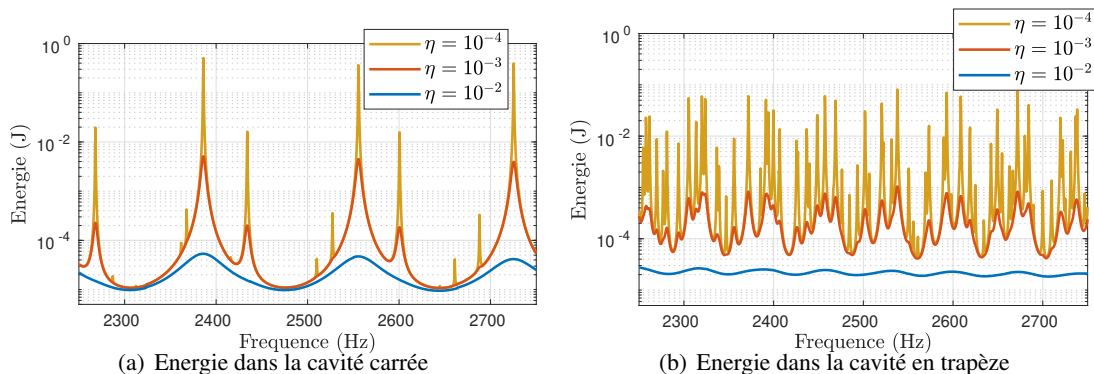 η = 10⁻⁴
η = 10⁻³
η = 10⁻²
10⁰
10⁻²
10⁻⁴
Energie (J)
2300 2400 2500 2600 2700
Frequence (Hz)
(a) Energie dans la cavité carrée
η = 10⁻⁴
η = 10⁻³
η = 10⁻²
10⁰
10⁻²
10⁻⁴
Energie (J)
2300 2400 2500 2600 2700
Frequence (Hz)
(b) Energie dans la cavité en trapèze